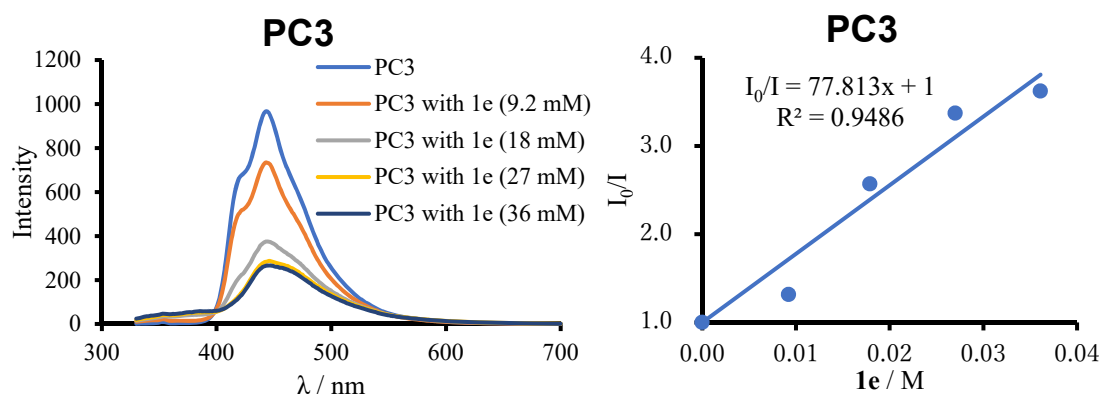 PC3
1200
1000
800
600
400
200
0
Intensity
300
400
500
600
700
λ / nm
PC3
PC3 with 1e (9.2 mM)
PC3 with 1e (18 mM)
PC3 with 1e (27 mM)
PC3 with 1e (36 mM)
PC3
4.0
3.0
2.0
1.0
I₀/I
I₀/I = 77.813x + 1
R² = 0.9486
0.00
0.01
0.02
0.03
0.04
1e / M